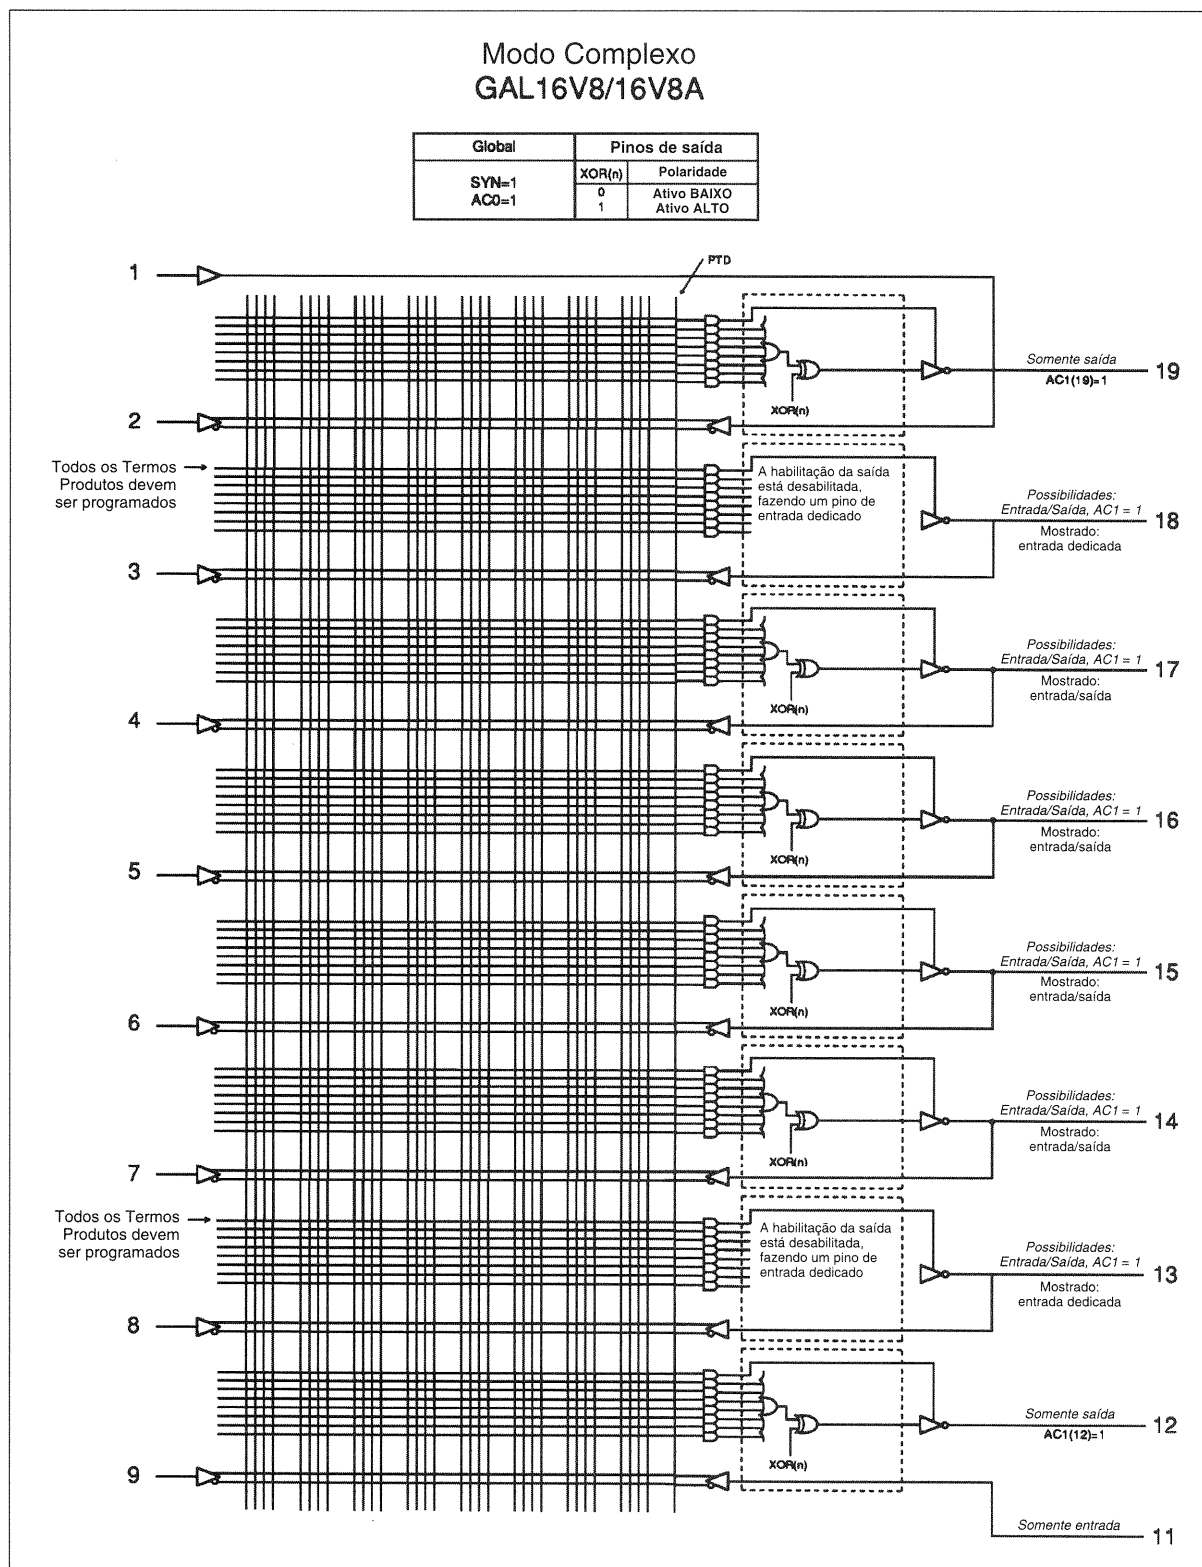 Modo Complexo
GAL16V8/16V8A
Global
Pinos de saída
SYN=1
AC0=1
XOR(n)
Polaridade
0
Ativo BAIXO
1
Ativo ALTO
1
PTD
Somente saída
AC1(19)=1
19
XOR(n)
2
Todos os Termos
Produtos devem
ser programados
A habilitação da saída
está desabilitada,
fazendo um pino de
entrada dedicado
Possibilidades:
Entrada/Saída, AC1 = 1
Mostrado:
entrada dedicada
18
3
Possibilidades:
Entrada/Saída, AC1 = 1
Mostrado:
entrada/saída
17
XOR(n)
4
Possibilidades:
Entrada/Saída, AC1 = 1
Mostrado:
entrada/saída
16
XOR(n)
5
Possibilidades:
Entrada/Saída, AC1 = 1
Mostrado:
entrada/saída
15
XOR(n)
6
Possibilidades:
Entrada/Saída, AC1 = 1
Mostrado:
entrada/saída
14
XOR(n)
7
Todos os Termos
Produtos devem
ser programados
A habilitação da saída
está desabilitada,
fazendo um pino de
entrada dedicado
Possibilidades:
Entrada/Saída, AC1 = 1
Mostrado:
entrada dedicada
13
8
Somente saída
AC1(12)=1
12
XOR(n)
9
Somente entrada
11